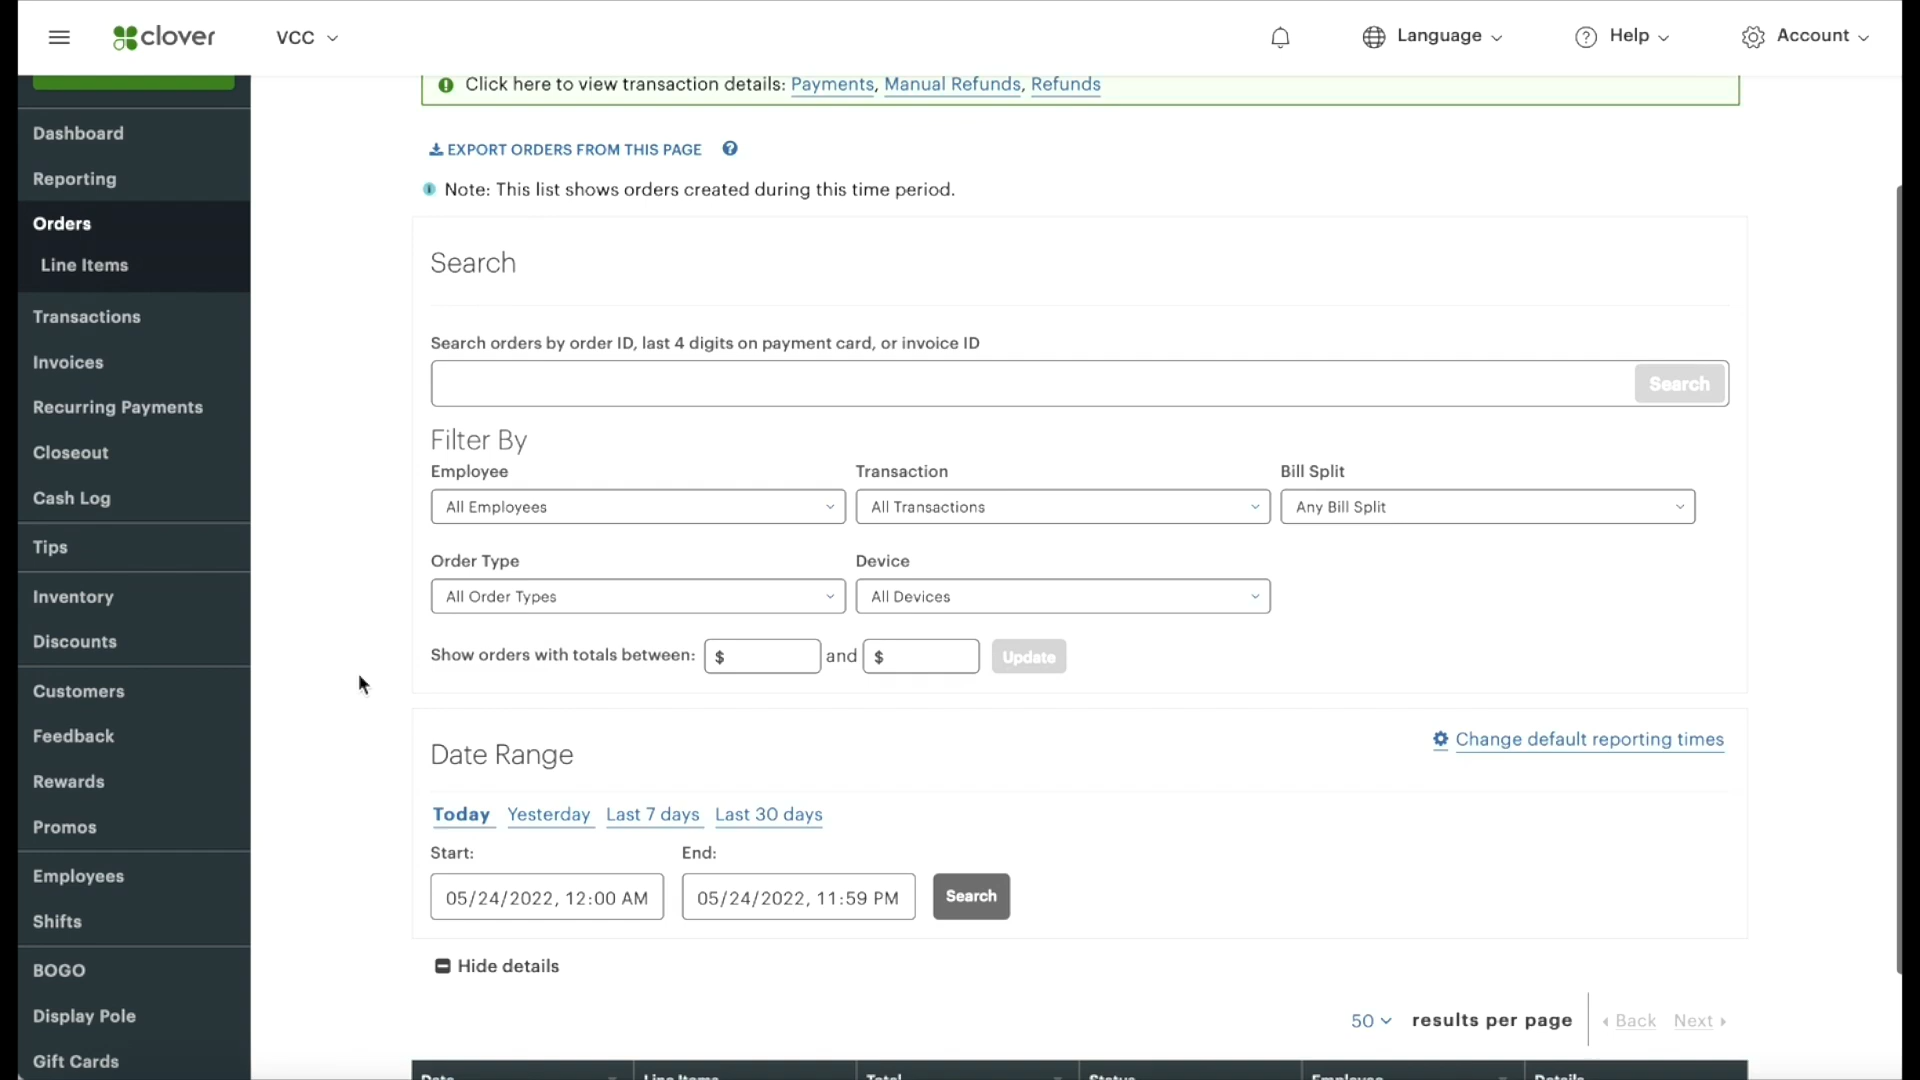 clover
VCC
Language
Help
Account
Click here to view transaction details: Payments, Manual Refunds, Refunds
Dashboard
Reporting
Orders
Line Items
Transactions
Invoices
Recurring Payments
Closeout
Cash Log
Tips
Inventory
Discounts
Customers
Feedback
Rewards
Promos
Employees
Shifts
BOGO
Display Pole
Gift Cards
EXPORT ORDERS FROM THIS PAGE
Note: This list shows orders created during this time period.
Search
Search orders by order ID, last 4 digits on payment card, or invoice ID
Search
Filter By
Employee Transaction Bill Split
All Employees All Transactions Any Bill Split
Order Type Device
All Order Types All Devices
Show orders with totals between: $ and $ Update
Date Range
Change default reporting times
Today Yesterday Last 7 days Last 30 days
Start: End:
05/24/2022, 12:00 AM 05/24/2022, 11:59 PM Search
Hide details
50 results per page Back Next
Date Line Items Total Status Employee Details